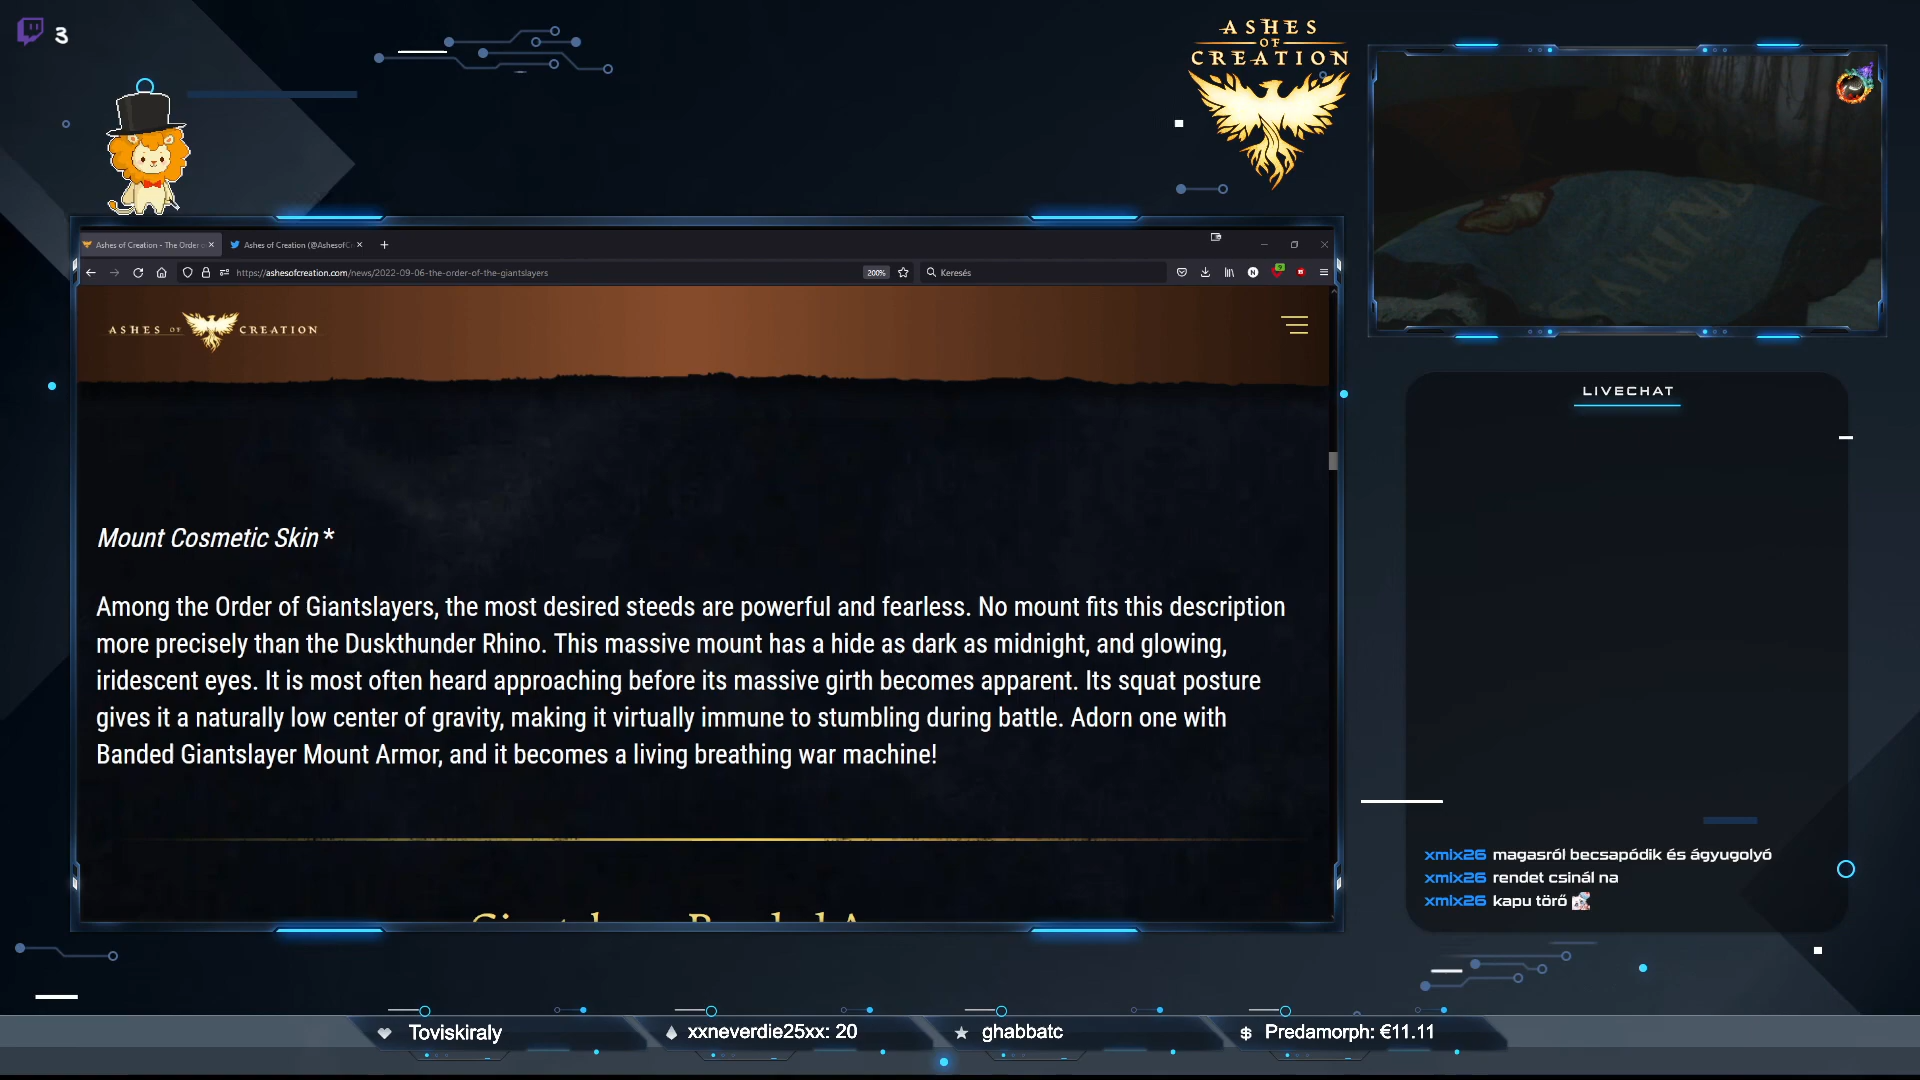 3
ASHES
OF
CREATION
Ashes of Creation - The Order o
Ashes of Creation (@AshesofC
https://ashesofcreation.com/news/2022-09-06-the-order-of-the-giantslayers
200%
Keresés
ASHES OF CREATION
LIVECHAT
Mount Cosmetic Skin*
Among the Order of Giantslayers, the most desired steeds are powerful and fearless. No mount fits this description
more precisely than the Duskthunder Rhino. This massive mount has a hide as dark as midnight, and glowing,
iridescent eyes. It is most often heard approaching before its massive girth becomes apparent. Its squat posture
gives it a naturally low center of gravity, making it virtually immune to stumbling during battle. Adorn one with
Banded Giantslayer Mount Armor, and it becomes a living breathing war machine!
xmix26 magasról becsapódik és ágyugolyó
xmix26 rendet csinál na
xmix26 kapu törő
Toviskiraly
xxneverdie25xx: 20
ghabbatc
$ Predamorph: €11.11